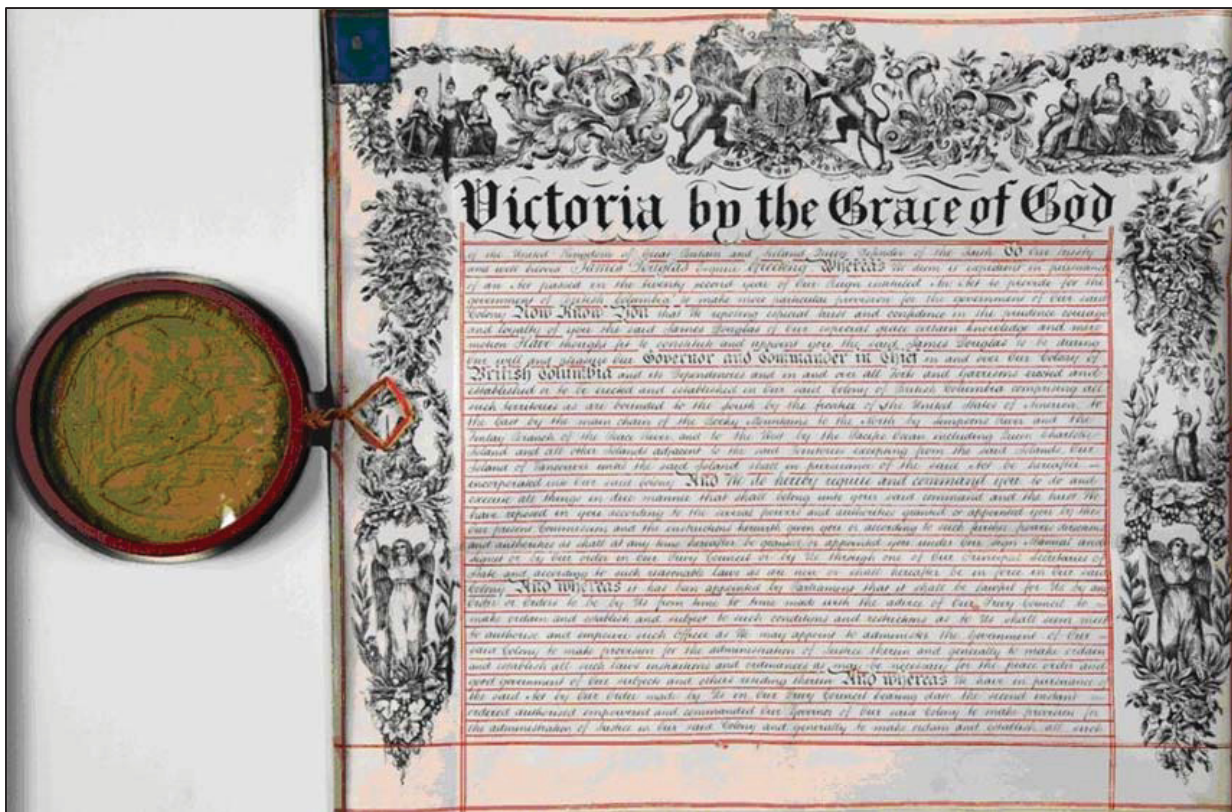 Victoria by the Grace of God
of the United Kingdom of Great Britain and Ireland Queen Defender of the Faith To Our trusty
and well beloved James Douglas Esquire Greeting Whereas We deem it expedient in pursuance
of an Act passed in the twenty second year of Our Reign intituled An Act to provide for the
government of British Columbia to make more particular provision for the government of Our said
Colony Now Know You that We reposing especial trust and confidence in the prudence courage
and loyalty of you the said James Douglas of Our especial grace certain knowledge and mere
motion Have thought fit to constitute and appoint you the said James Douglas to be during
Our will and pleasure Our Governor and Commander in Chief in and over Our Colony of
British Columbia and its Dependencies and in and over all Forts and Garrisons erected and
established or to be erected and established in Our said Colony of British Columbia comprising all
such territories as are bounded to the South by the frontier of The United States of America to
the East by the main chain of the Rocky Mountains to the North by Simpsons River and the
Finlay Branch of the Peace River and to the West by the Pacific Ocean including Queen Charlottes
Island and all other Islands adjacent to the said Territories excepting from the said Islands Our
Island of Vancouver until the said Island shall in pursuance of the said Act be hereafter
incorporated into Our said Colony And We do hereby require and command you to do and
execute all things in due manner that shall belong unto your said command and the trust We
have reposed in you according to the several powers and authorities granted or appointed you by this
Our present Commission and the instructions herewith given you or according to such further powers directions
and authorities as shall at any time hereafter be granted or appointed you under Our Sign Manual and
signet or by Our order in Our Privy Council or by Us through one of Our Principal Secretaries of
State and according to such reasonable laws as are now or shall hereafter be in force in Our said
Colony And whereas it has been appointed by Parliament that it shall be lawful for Us by an
Order or Orders to be by Us from time to time made with the advice of Our Privy Council to
make ordain and establish and subject to such conditions and restrictions as to Us shall seem meet
to authorise and empower such Officer as We may appoint to administer the Government of Our
said Colony to make provision for the administration of Justice therein and generally to make ordain
and establish all such laws institutions and ordinances as may be necessary for the peace order and
good government of Our subjects and others residing therein And whereas We have in pursuance of
the said Act by Our Order made by Us in Our Privy Council bearing date the second instant
ordered authorised empowered and commanded Our Governor of Our said Colony to make provision for
the administration of Justice in Our said Colony and generally to make ordain and establish all such